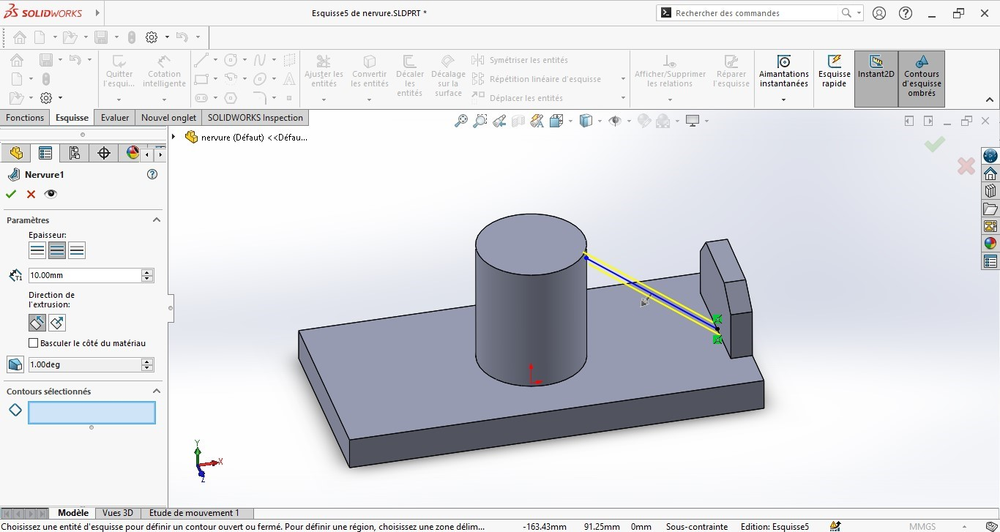 SOLIDWORKS
Esquisse5 de nervure.SLDPRT *
Rechercher des commandes
Quitter l'esqui...
Cotation intelligente
Ajuster les entités
Convertir les entités
Décaler les entités
Décalage sur la surface
Symétriser les entités
Répétition linéaire d'esquisse
Déplacer les entités
Afficher/Supprimer les relations
Réparer l'esquisse
Aimantations instantanées
Esquisse rapide
Instant2D
Contours d'esquisse ombrés
Fonctions
Esquisse
Evaluer
Nouvel onglet
SOLIDWORKS Inspection
nervure (Défaut) <<Défau...
Nervure1
Paramètres
Epaisseur:
T1
10.00mm
Direction de
l'extrusion:
Basculer le côté du matériau
1.00deg
Contours sélectionnés
Y
X
Z
Modèle
Vues 3D
Etude de mouvement 1
Choisissez une entité d'esquisse pour définir un contour ouvert ou fermé. Pour définir une région, choisissez une zone délim...
-163.43mm
91.25mm
0mm
Sous-contrainte
Edition: Esquisse5
MMGS